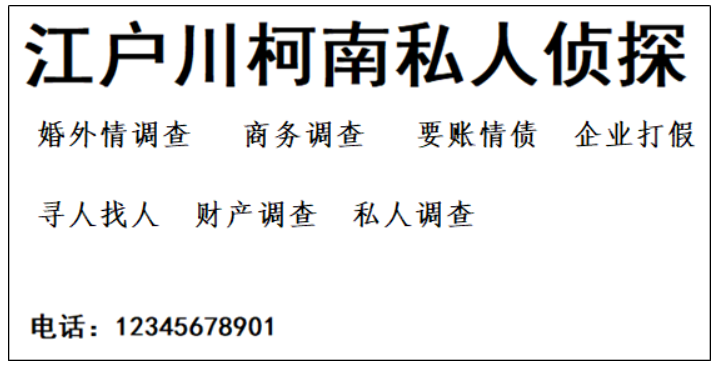 江户川柯南私人侦探
婚外情调查 商务调查 要账情债 企业打假
寻人找人 财产调查 私人调查
电话：12345678901